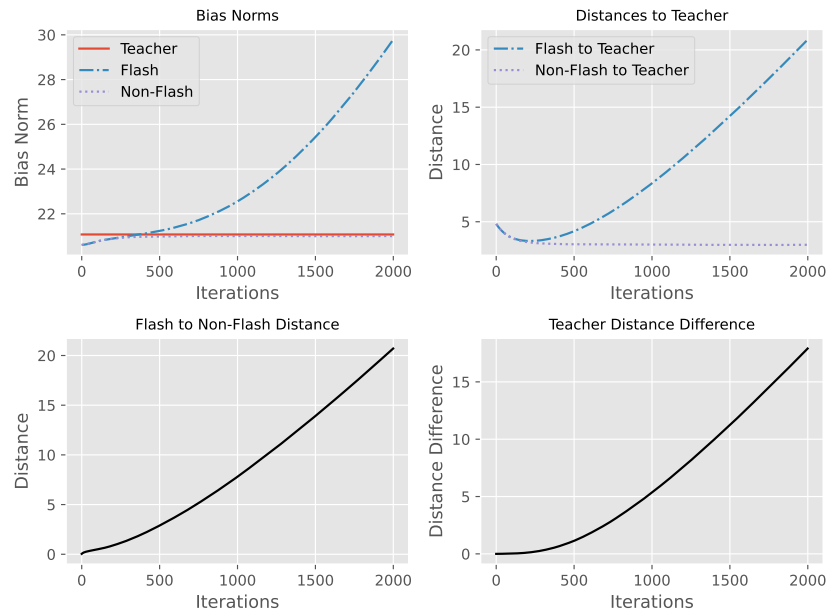 Bias Norms
30
28
26
24
22
Bias Norm
Teacher
Flash
Non-Flash
0 500 1000 1500 2000
Iterations
Distances to Teacher
20
15
10
5
Distance
Flash to Teacher
Non-Flash to Teacher
0 500 1000 1500 2000
Iterations
Flash to Non-Flash Distance
20
15
10
5
0
Distance
0 500 1000 1500 2000
Iterations
Teacher Distance Difference
15
10
5
0
Distance Difference
0 500 1000 1500 2000
Iterations